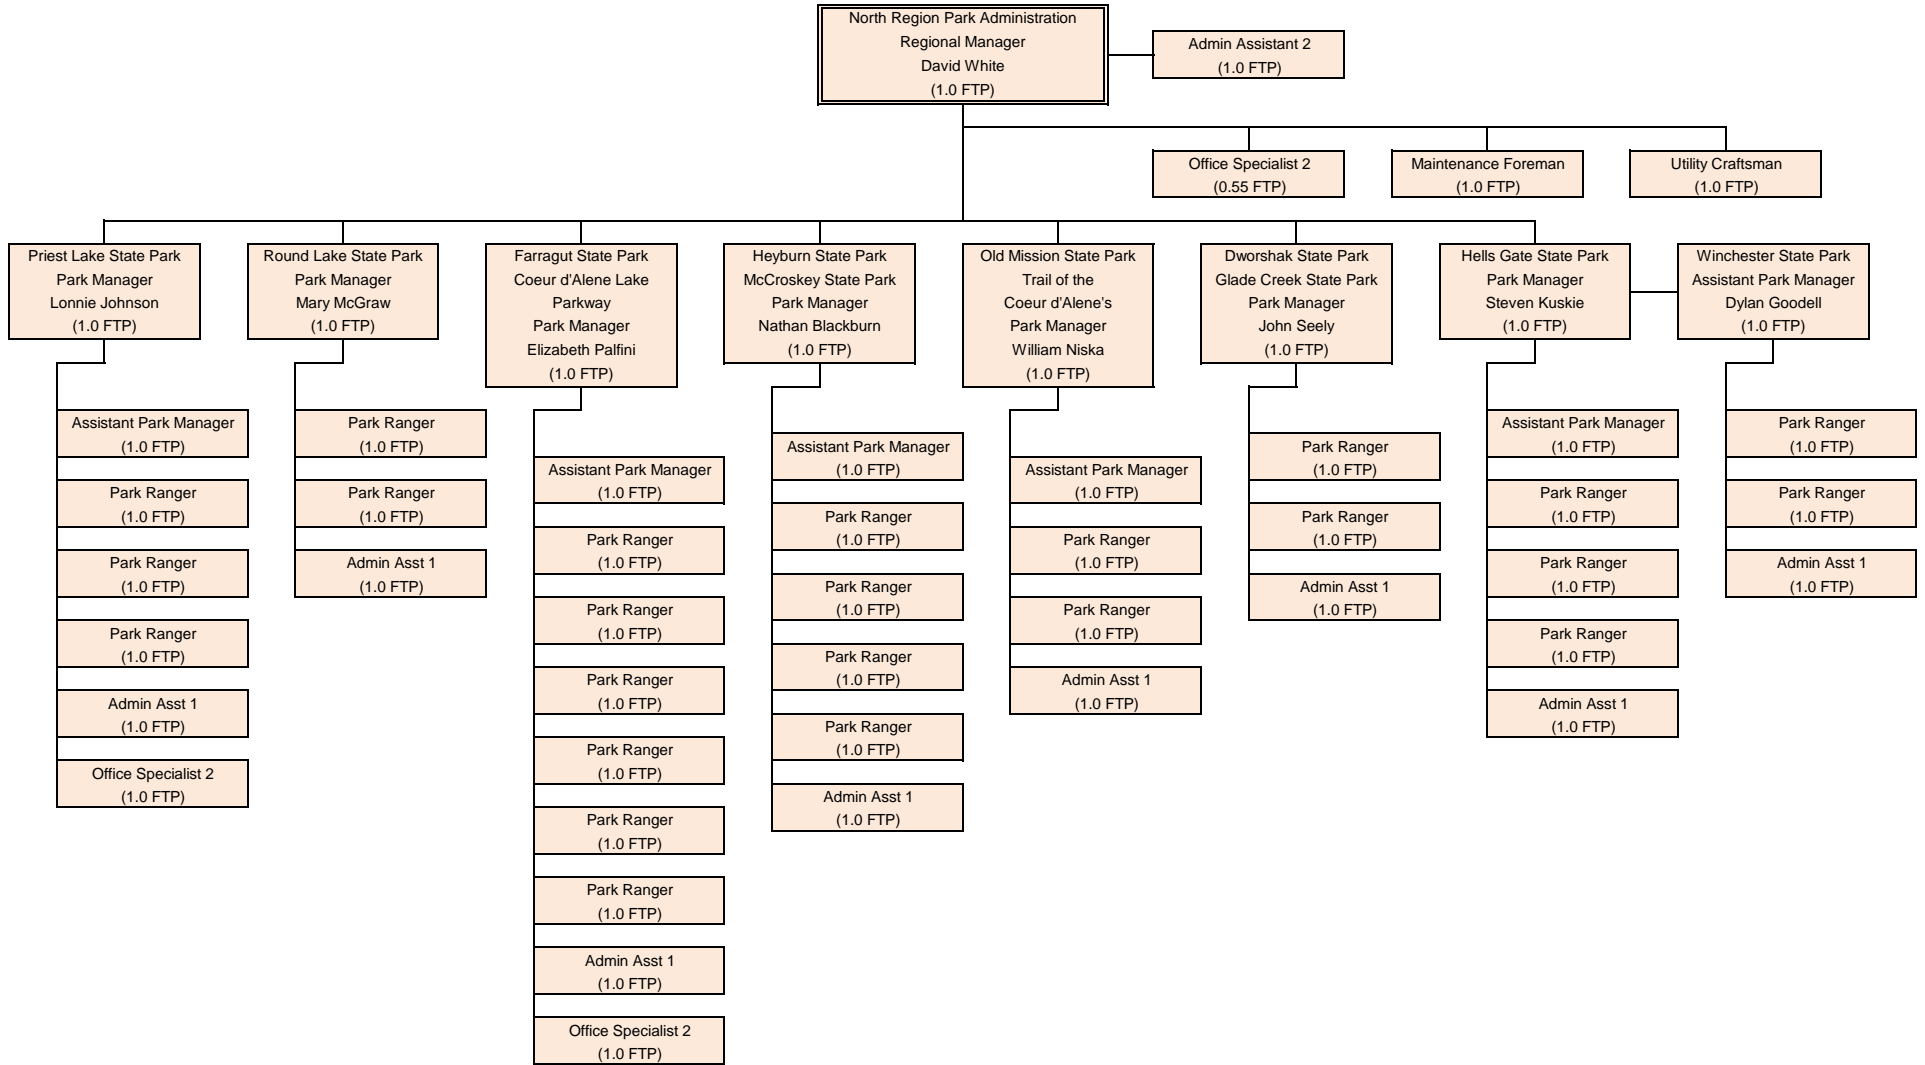 North Region Park Administration
Regional Manager
David White
(1.0 FTP)
Admin Assistant 2
(1.0 FTP)
Office Specialist 2
(0.55 FTP)
Maintenance Foreman
(1.0 FTP)
Utility Craftsman
(1.0 FTP)
Priest Lake State Park
Park Manager
Lonnie Johnson
(1.0 FTP)
Assistant Park Manager
(1.0 FTP)
Park Ranger
(1.0 FTP)
Park Ranger
(1.0 FTP)
Park Ranger
(1.0 FTP)
Admin Asst 1
(1.0 FTP)
Office Specialist 2
(1.0 FTP)
Round Lake State Park
Park Manager
Mary McGraw
(1.0 FTP)
Park Ranger
(1.0 FTP)
Park Ranger
(1.0 FTP)
Admin Asst 1
(1.0 FTP)
Farragut State Park
Coeur d'Alene Lake
Parkway
Park Manager
Elizabeth Palfini
(1.0 FTP)
Assistant Park Manager
(1.0 FTP)
Park Ranger
(1.0 FTP)
Park Ranger
(1.0 FTP)
Park Ranger
(1.0 FTP)
Park Ranger
(1.0 FTP)
Park Ranger
(1.0 FTP)
Park Ranger
(1.0 FTP)
Admin Asst 1
(1.0 FTP)
Office Specialist 2
(1.0 FTP)
Heyburn State Park
McCroskey State Park
Park Manager
Nathan Blackburn
(1.0 FTP)
Assistant Park Manager
(1.0 FTP)
Park Ranger
(1.0 FTP)
Park Ranger
(1.0 FTP)
Park Ranger
(1.0 FTP)
Park Ranger
(1.0 FTP)
Admin Asst 1
(1.0 FTP)
Old Mission State Park
Trail of the
Coeur d'Alene's
Park Manager
William Niska
(1.0 FTP)
Assistant Park Manager
(1.0 FTP)
Park Ranger
(1.0 FTP)
Park Ranger
(1.0 FTP)
Admin Asst 1
(1.0 FTP)
Dworshak State Park
Glade Creek State Park
Park Manager
John Seely
(1.0 FTP)
Park Ranger
(1.0 FTP)
Park Ranger
(1.0 FTP)
Admin Asst 1
(1.0 FTP)
Hells Gate State Park
Park Manager
Steven Kuskie
(1.0 FTP)
Assistant Park Manager
(1.0 FTP)
Park Ranger
(1.0 FTP)
Park Ranger
(1.0 FTP)
Park Ranger
(1.0 FTP)
Admin Asst 1
(1.0 FTP)
Winchester State Park
Assistant Park Manager
Dylan Goodell
(1.0 FTP)
Park Ranger
(1.0 FTP)
Park Ranger
(1.0 FTP)
Admin Asst 1
(1.0 FTP)